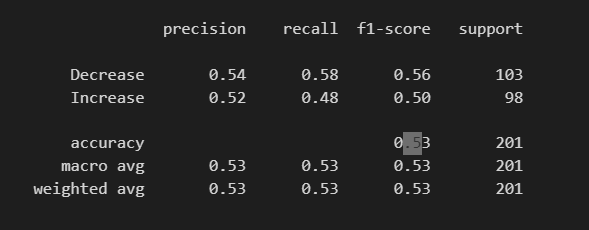 precision recall f1-score support
Decrease 0.54 0.58 0.56 103
Increase 0.52 0.48 0.50 98
accuracy 0.53 201
macro avg 0.53 0.53 0.53 201
weighted avg 0.53 0.53 0.53 201